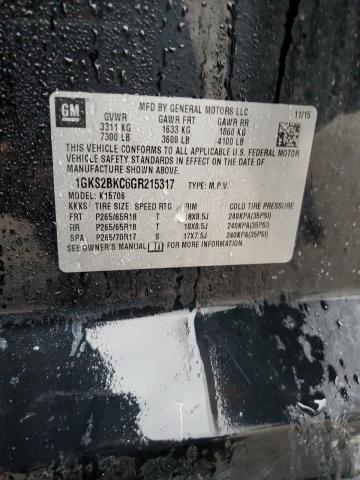 GM
MFD BY GENERAL MOTORS LLC
11/15
GVWR GAWR FRT GAWR RR
3311 KG 1633 KG 1860 KG
7300 LB 3600 LB 4100 LB
THIS VEHICLE CONFORMS TO ALL APPLICABLE U.S. FEDERAL MOTOR
VEHICLE SAFETY STANDARDS IN EFFECT ON THE DATE OF
MANUFACTURE SHOWN ABOVE.
1GKS2BKC6GR215317 TYPE: M.P.V.
MODEL: K15706
KKKS TIRE SIZE SPEED RTG RIM COLD TIRE PRESSURE
FRT P265/65R18 T 18X8.5J 240KPA(35PSI)
RR P265/65R18 T 18X8.5J 240KPA(35PSI)
SPA P265/70R17 S 17X7.5J 240KPA(35PSI)
SEE OWNER'S MANUAL FOR MORE INFORMATION.